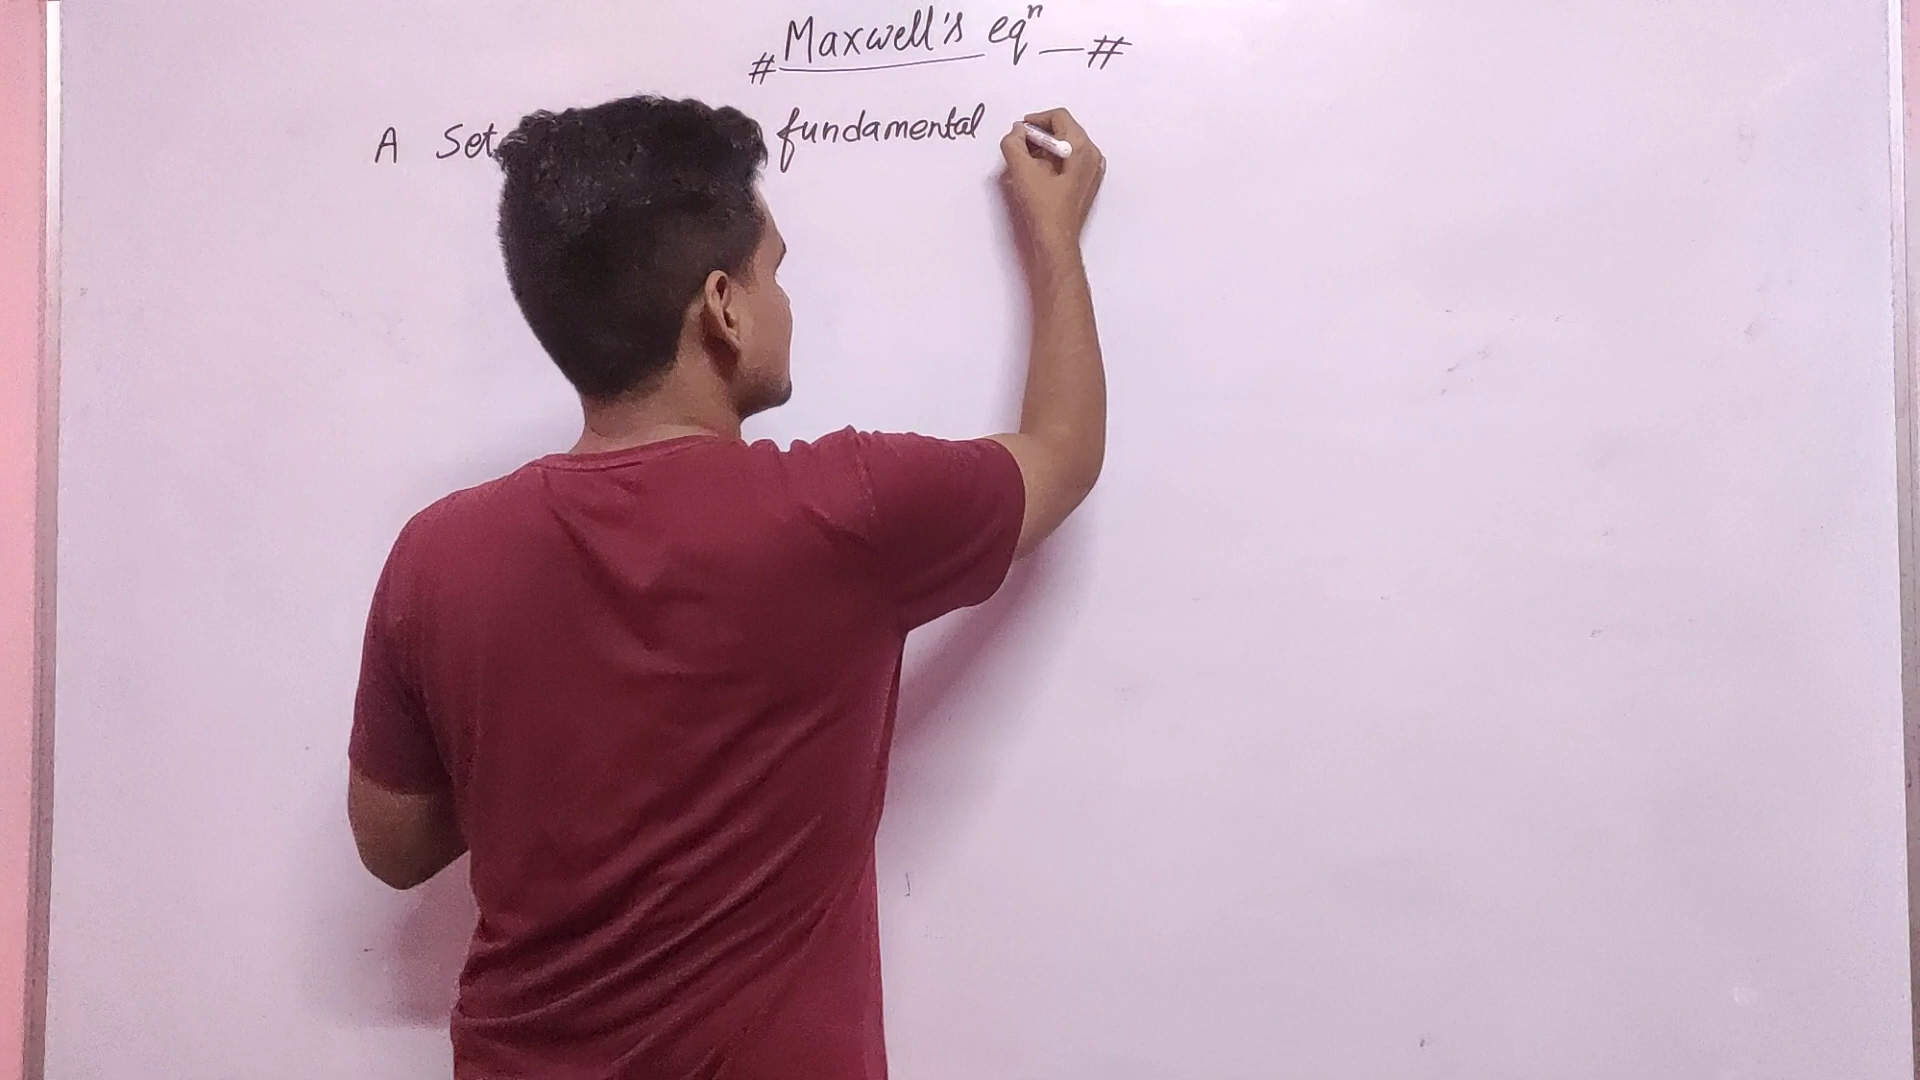 # Maxwell's eqⁿ — #
A Set fundamental